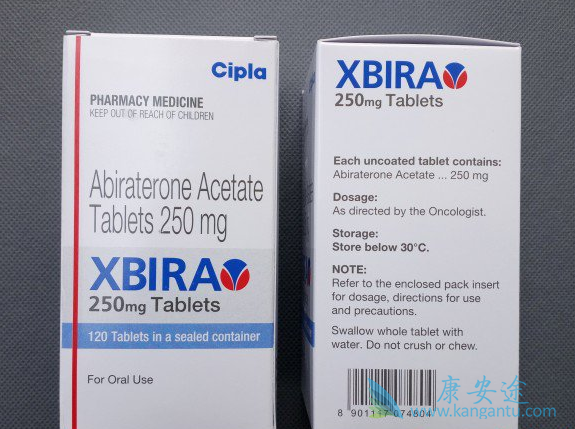 Cipla
PHARMACY MEDICINE
KEEP OUT OF REACH OF CHILDREN
Abiraterone Acetate
Tablets 250 mg
XBIRA
250mg Tablets
120 Tablets in a sealed container
For Oral Use
XBIRA
250mg Tablets
Each uncoated tablet contains:
Abiraterone Acetate ... 250 mg
Dosage:
As directed by the Oncologist.
Storage:
Store below 30°C.
NOTE:
Refer to the enclosed pack insert
for dosage, directions for use
and precautions.
Swallow whole tablet with
water. Do not crush or chew.
8 901117 074804
康安途
www.kangantu.com